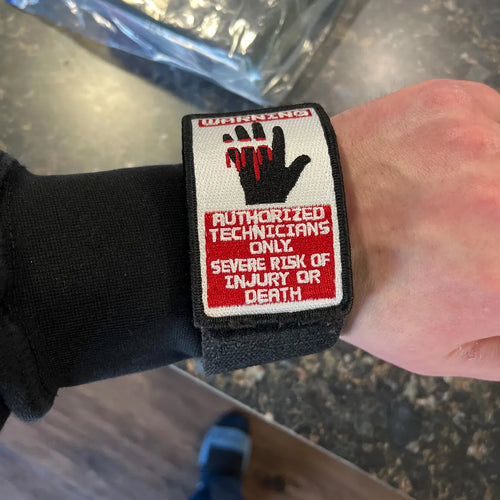 WARNING
AUTHORIZED
TECHNICIANS
ONLY.
SEVERE RISK OF
INJURY OR
DEATH